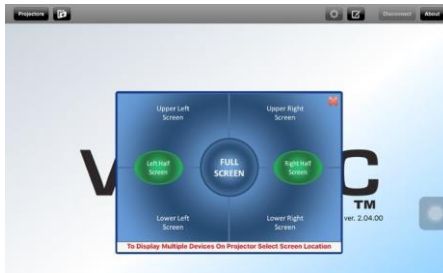 Projectors
Disconnect
About
Upper Left
Screen
Upper Right
Screen
Left Half
Screen
FULL
SCREEN
Right Half
Screen
V
C
TM
ver. 2.04.00
Lower Left
Screen
Lower Right
Screen
To Display Multiple Devices On Projector Select Screen Location